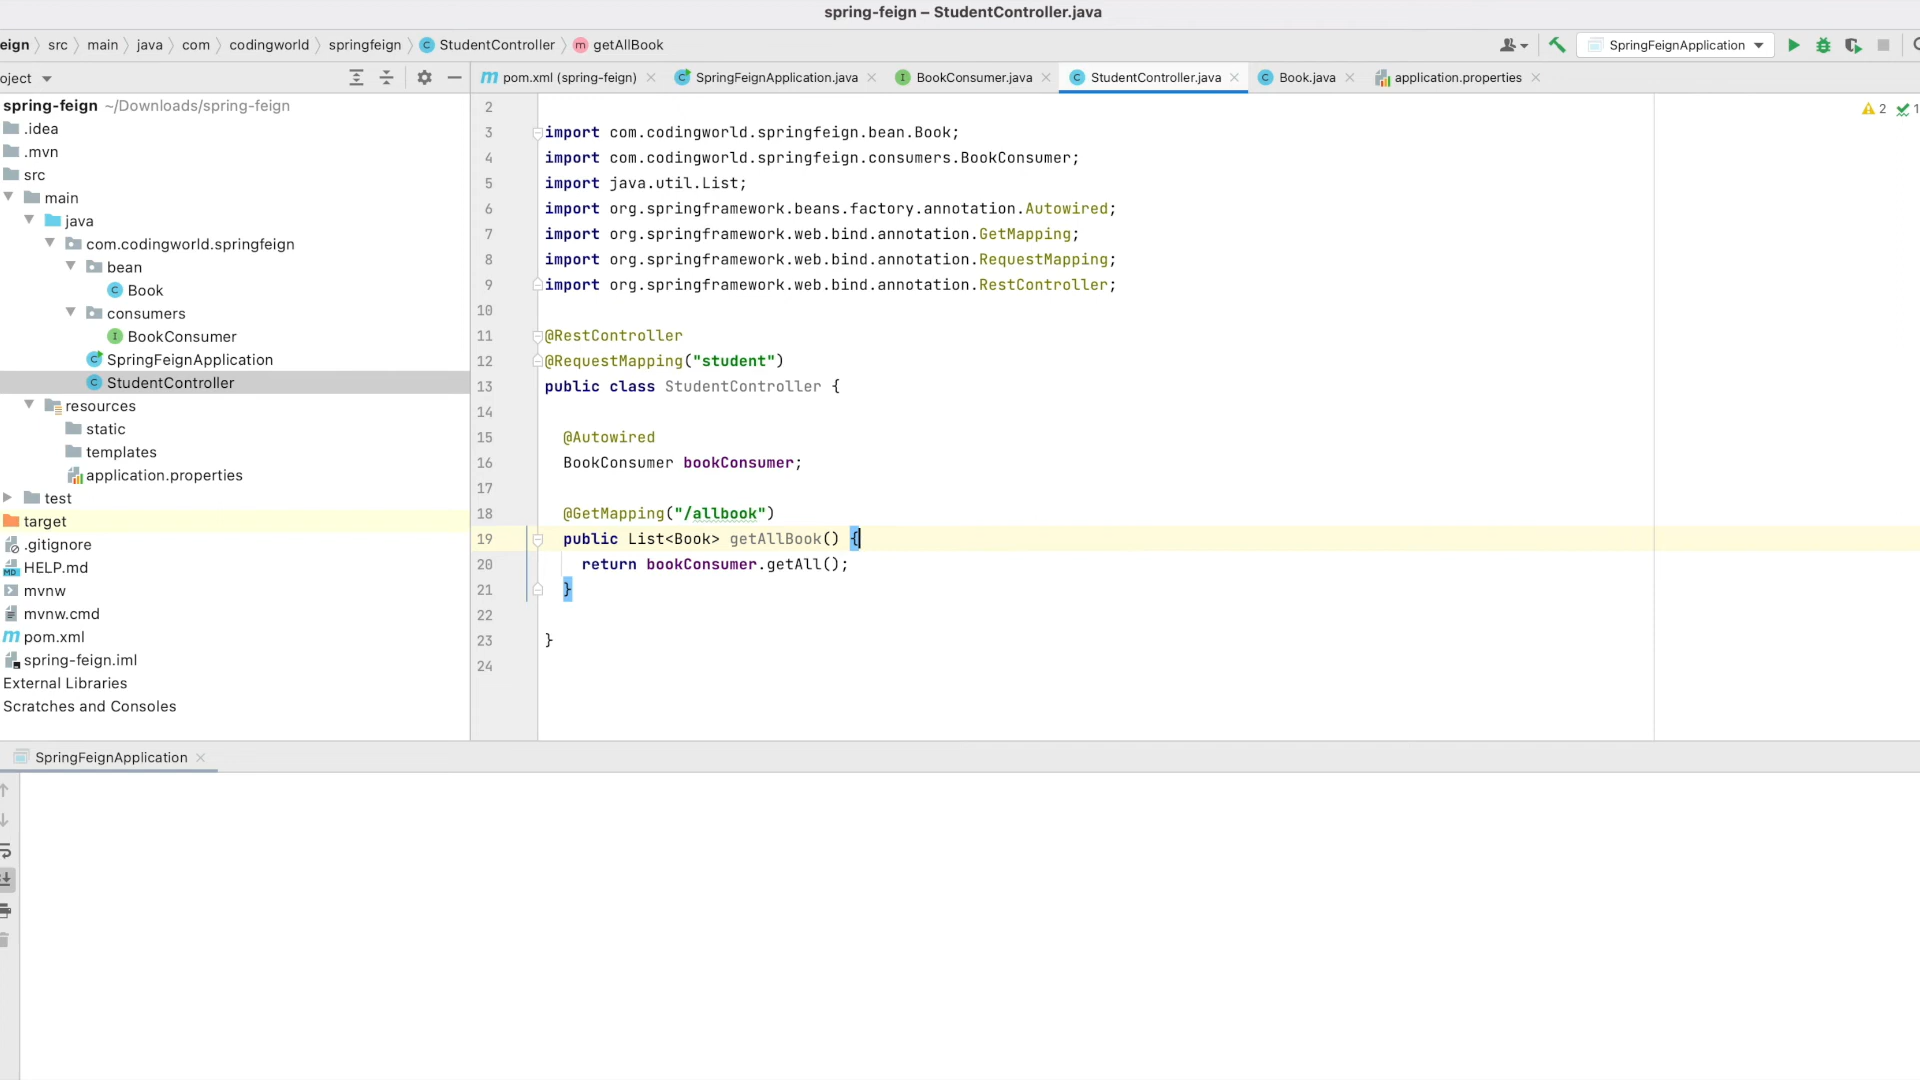 spring-feign – StudentController.java
eign src main java com codingworld springfeign C StudentController m getAllBook
SpringFeignApplication
oject
m pom.xml (spring-feign) C SpringFeignApplication.java I BookConsumer.java C StudentController.java C Book.java application.properties
spring-feign ~/Downloads/spring-feign
.idea
.mvn
src
main
java
com.codingworld.springfeign
bean
C Book
consumers
I BookConsumer
C SpringFeignApplication
C StudentController
resources
static
templates
application.properties
test
target
.gitignore
MD HELP.md
mvnw
mvnw.cmd
m pom.xml
spring-feign.iml
External Libraries
Scratches and Consoles
2 1
2
3 import com.codingworld.springfeign.bean.Book;
4 import com.codingworld.springfeign.consumers.BookConsumer;
5 import java.util.List;
6 import org.springframework.beans.factory.annotation.Autowired;
7 import org.springframework.web.bind.annotation.GetMapping;
8 import org.springframework.web.bind.annotation.RequestMapping;
9 import org.springframework.web.bind.annotation.RestController;
10
11 @RestController
12 @RequestMapping("student")
13 public class StudentController {
14
15 @Autowired
16 BookConsumer bookConsumer;
17
18 @GetMapping("/allbook")
19 public List<Book> getAllBook() {
20 return bookConsumer.getAll();
21 }
22
23 }
24
SpringFeignApplication